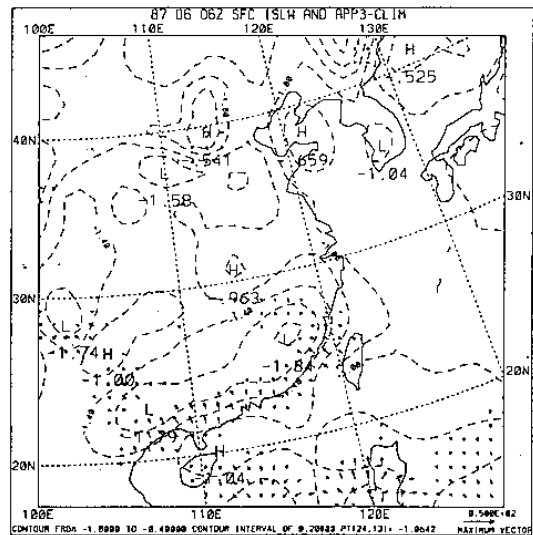 87 06 06Z SFC ISLW AND APP3-CLIM
100E 110E 120E 130E
H
.525
40N
H H L
.541 .659
L -1.04
-1.58 30N
H
.963
30N
L L
-1.74 H -1.84
-1.00
20N
L
H
20N
100E 110E 120E
0.500E+02
CONTOUR FROM -1.8000 TO -0.40000 CONTOUR INTERVAL OF 0.20000 PT(24,13)= -1.0642 MAXIMUM VECTOR